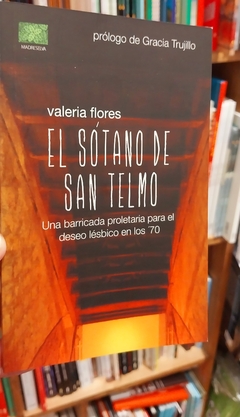 MADRESELVA
prólogo de Gracia Trujillo
valeria flores
EL SÓTANO DE
SAN TELMO
Una barricada proletaria para el
deseo lésbico en los '70